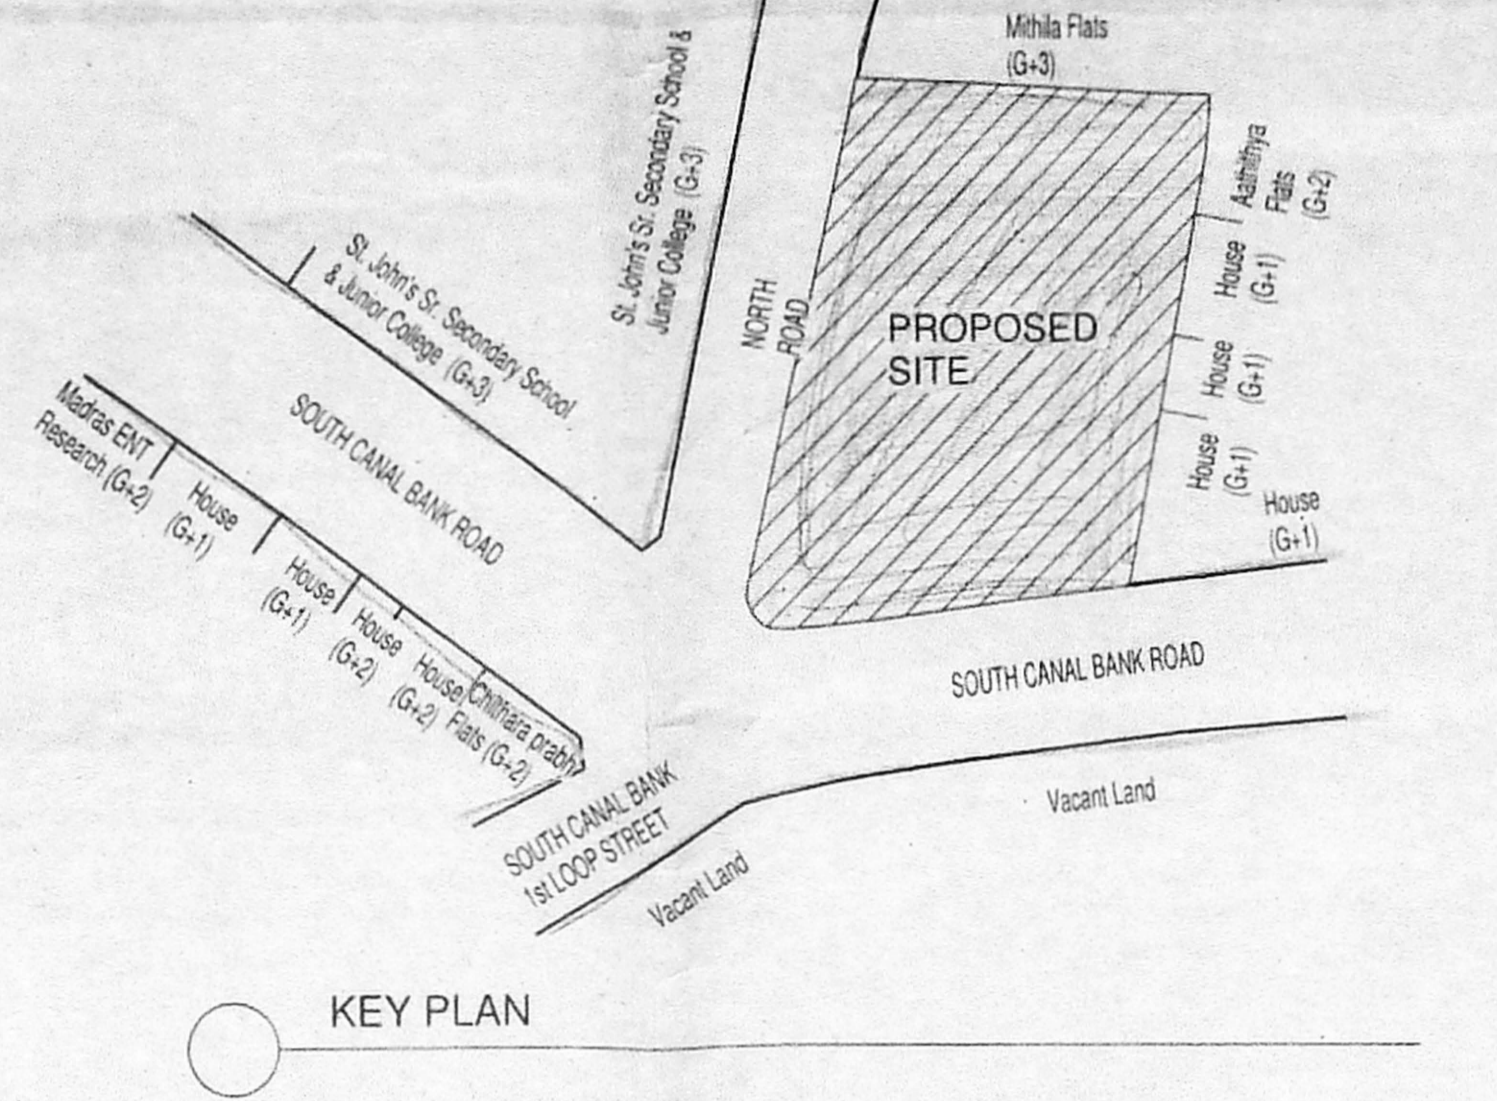 Mithila Flats
(G+3)
St. John's Sr. Secondary School &
Junior College (G+3)
Aathithya
Flats
(G+2)
House
(G+1)
House
(G+1)
House
(G+1)
House
(G+1)
NORTH
ROAD
PROPOSED
SITE
St. John's Sr. Secondary School
& Junior College (G+3)
SOUTH CANAL BANK ROAD
Madras ENT
Research (G+2)
House
(G+1)
House
(G+1)
House
(G+2)
House
(G+2)
Chithara prabha
Flats (G+2)
SOUTH CANAL BANK ROAD
SOUTH CANAL BANK
1st LOOP STREET
Vacant Land
Vacant Land
KEY PLAN